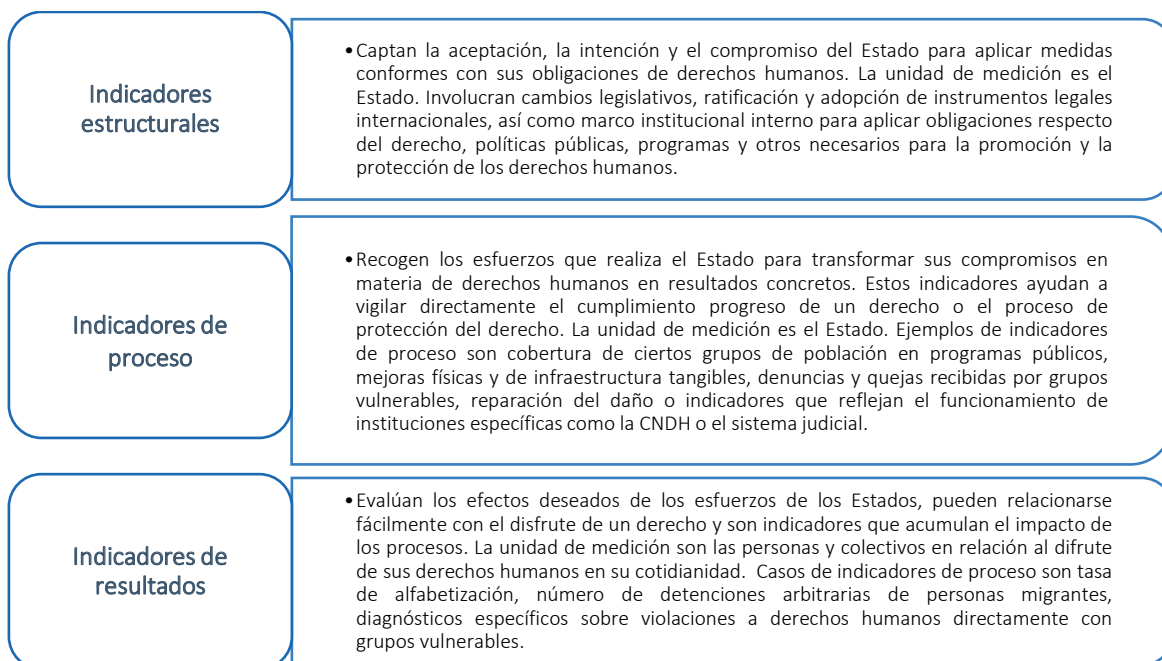 Indicadores
estructurales
•Captan la aceptación, la intención y el compromiso del Estado para aplicar medidas
conformes con sus obligaciones de derechos humanos. La unidad de medición es el
Estado. Involucran cambios legislativos, ratificación y adopción de instrumentos legales
internacionales, así como marco institucional interno para aplicar obligaciones respecto
del derecho, políticas públicas, programas y otros necesarios para la promoción y la
protección de los derechos humanos.
Indicadores de
proceso
•Recogen los esfuerzos que realiza el Estado para transformar sus compromisos en
materia de derechos humanos en resultados concretos. Estos indicadores ayudan a
vigilar directamente el cumplimiento progreso de un derecho o el proceso de
protección del derecho. La unidad de medición es el Estado. Ejemplos de indicadores
de proceso son cobertura de ciertos grupos de población en programas públicos,
mejoras físicas y de infraestructura tangibles, denuncias y quejas recibidas por grupos
vulnerables, reparación del daño o indicadores que reflejan el funcionamiento de
instituciones específicas como la CNDH o el sistema judicial.
Indicadores de
resultados
•Evalúan los efectos deseados de los esfuerzos de los Estados, pueden relacionarse
fácilmente con el disfrute de un derecho y son indicadores que acumulan el impacto de
los procesos. La unidad de medición son las personas y colectivos en relación al difrute
de sus derechos humanos en su cotidianidad. Casos de indicadores de proceso son tasa
de alfabetización, número de detenciones arbitrarias de personas migrantes,
diagnósticos específicos sobre violaciones a derechos humanos directamente con
grupos vulnerables.